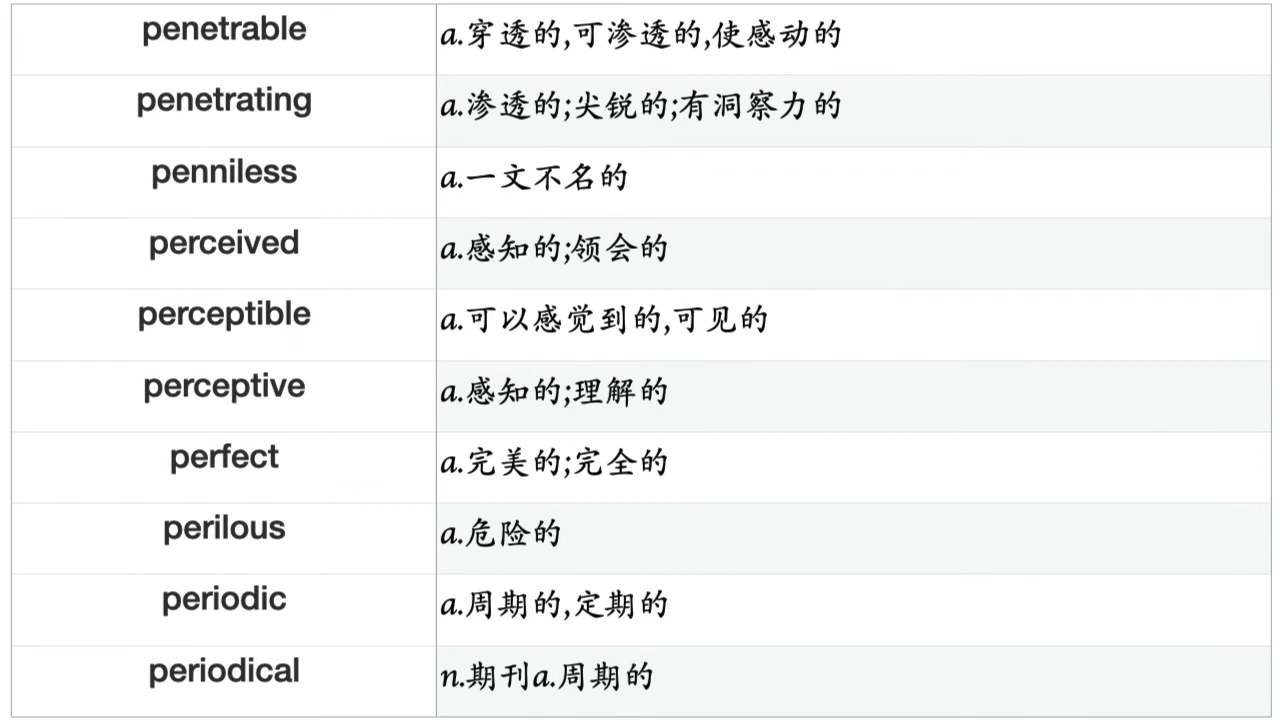 penetrable a.穿透的,可渗透的,使感动的
penetrating a.渗透的;尖锐的;有洞察力的
penniless a.一文不名的
perceived a.感知的;领会的
perceptible a.可以感觉到的,可见的
perceptive a.感知的;理解的
perfect a.完美的;完全的
perilous a.危险的
periodic a.周期的,定期的
periodical n.期刊a.周期的